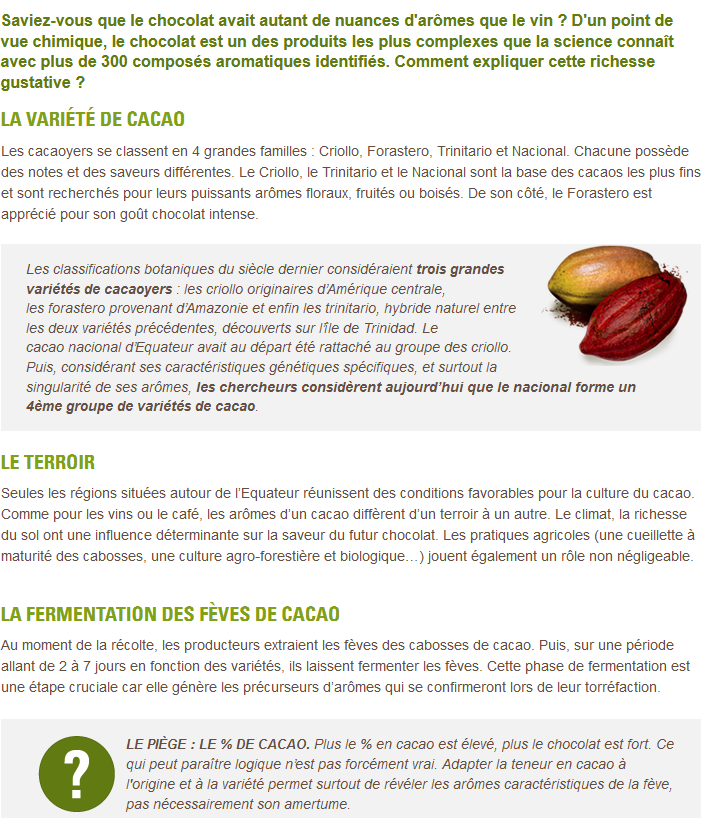 Saviez-vous que le chocolat avait autant de nuances d'arômes que le vin ? D'un point de
vue chimique, le chocolat est un des produits les plus complexes que la science connaît
avec plus de 300 composés aromatiques identifiés. Comment expliquer cette richesse
gustative ?
LA VARIÉTÉ DE CACAO
Les cacaoyers se classent en 4 grandes familles : Criollo, Forastero, Trinitario et Nacional. Chacune possède
des notes et des saveurs différentes. Le Criollo, le Trinitario et le Nacional sont la base des cacaos les plus fins
et sont recherchés pour leurs puissants arômes floraux, fruités ou boisés. De son côté, le Forastero est
apprécié pour son goût chocolat intense.
Les classifications botaniques du siècle dernier considéraient trois grandes
variétés de cacaoyers : les criollo originaires d’Amérique centrale,
les forastero provenant d’Amazonie et enfin les trinitario, hybride naturel entre
les deux variétés précédentes, découverts sur l’île de Trinidad. Le
cacao nacional d’Equateur avait au départ été rattaché au groupe des criollo.
Puis, considérant ses caractéristiques génétiques spécifiques, et surtout la
singularité de ses arômes, les chercheurs considèrent aujourd’hui que le nacional forme un
4ème groupe de variétés de cacao.
LE TERROIR
Seules les régions situées autour de l’Equateur réunissent des conditions favorables pour la culture du cacao.
Comme pour les vins ou le café, les arômes d’un cacao diffèrent d’un terroir à un autre. Le climat, la richesse
du sol ont une influence déterminante sur la saveur du futur chocolat. Les pratiques agricoles (une cueillette à
maturité des cabosses, une culture agro-forestière et biologique…) jouent également un rôle non négligeable.
LA FERMENTATION DES FÈVES DE CACAO
Au moment de la récolte, les producteurs extraient les fèves des cabosses de cacao. Puis, sur une période
allant de 2 à 7 jours en fonction des variétés, ils laissent fermenter les fèves. Cette phase de fermentation est
une étape cruciale car elle génère les précurseurs d’arômes qui se confirmeront lors de leur torréfaction.
?
LE PIÈGE : LE % DE CACAO. Plus le % en cacao est élevé, plus le chocolat est fort. Ce
qui peut paraître logique n’est pas forcément vrai. Adapter la teneur en cacao à
l'origine et à la variété permet surtout de révéler les arômes caractéristiques de la fève,
pas nécessairement son amertume.